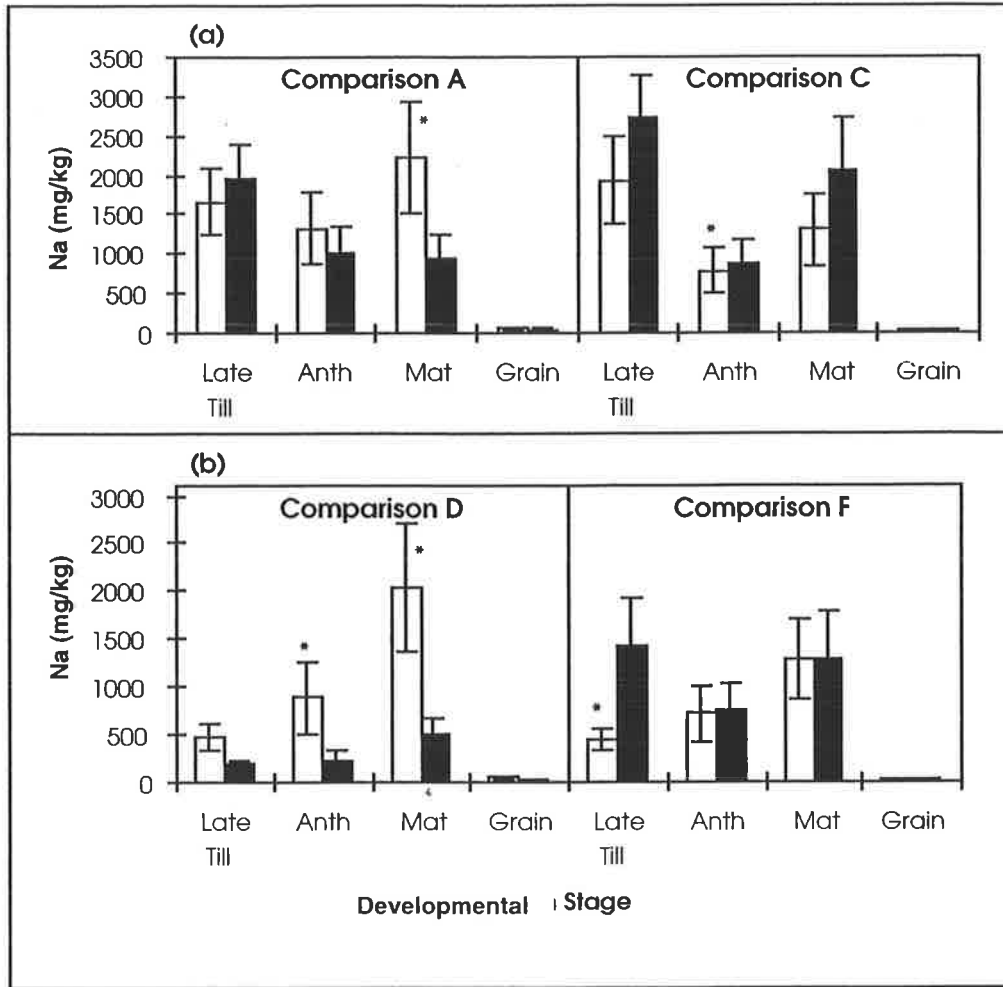 (a)
Comparison A Comparison C
Na (mg/kg)
3500
3000
2500
2000
1500
1000
500
0
Late Anth Mat Grain Late Anth Mat Grain
Till Till
*
*
(b)
Comparison D Comparison F
Na (mg/kg)
3000
2500
2000
1500
1000
500
0
Late Anth Mat Grain Late Anth Mat Grain
Till Till
*
*
*
Developmental Stage